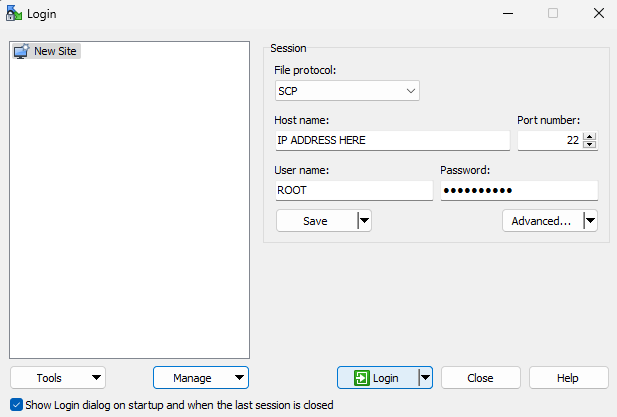 Login
New Site
Session
File protocol:
SCP
Host name:
Port number:
IP ADDRESS HERE
22
User name:
Password:
ROOT
●●●●●●●●●●
Save
Advanced...
Tools
Manage
Login
Close
Help
Show Login dialog on startup and when the last session is closed